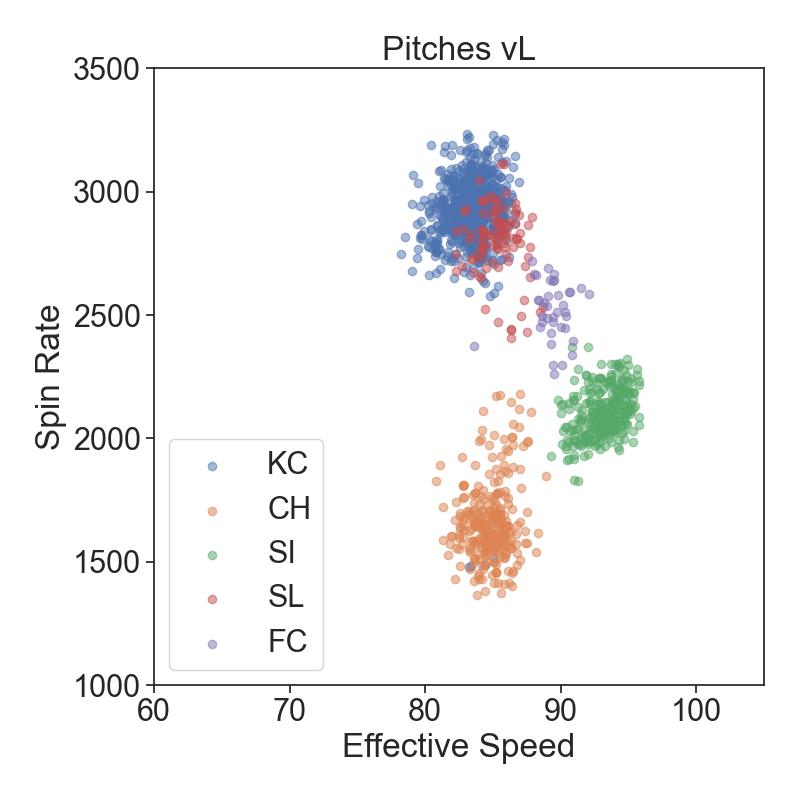 Pitches vL
3500
3000
2500
2000
1500
1000
Spin Rate
KC
CH
SI
SL
FC
60 70 80 90 100
Effective Speed